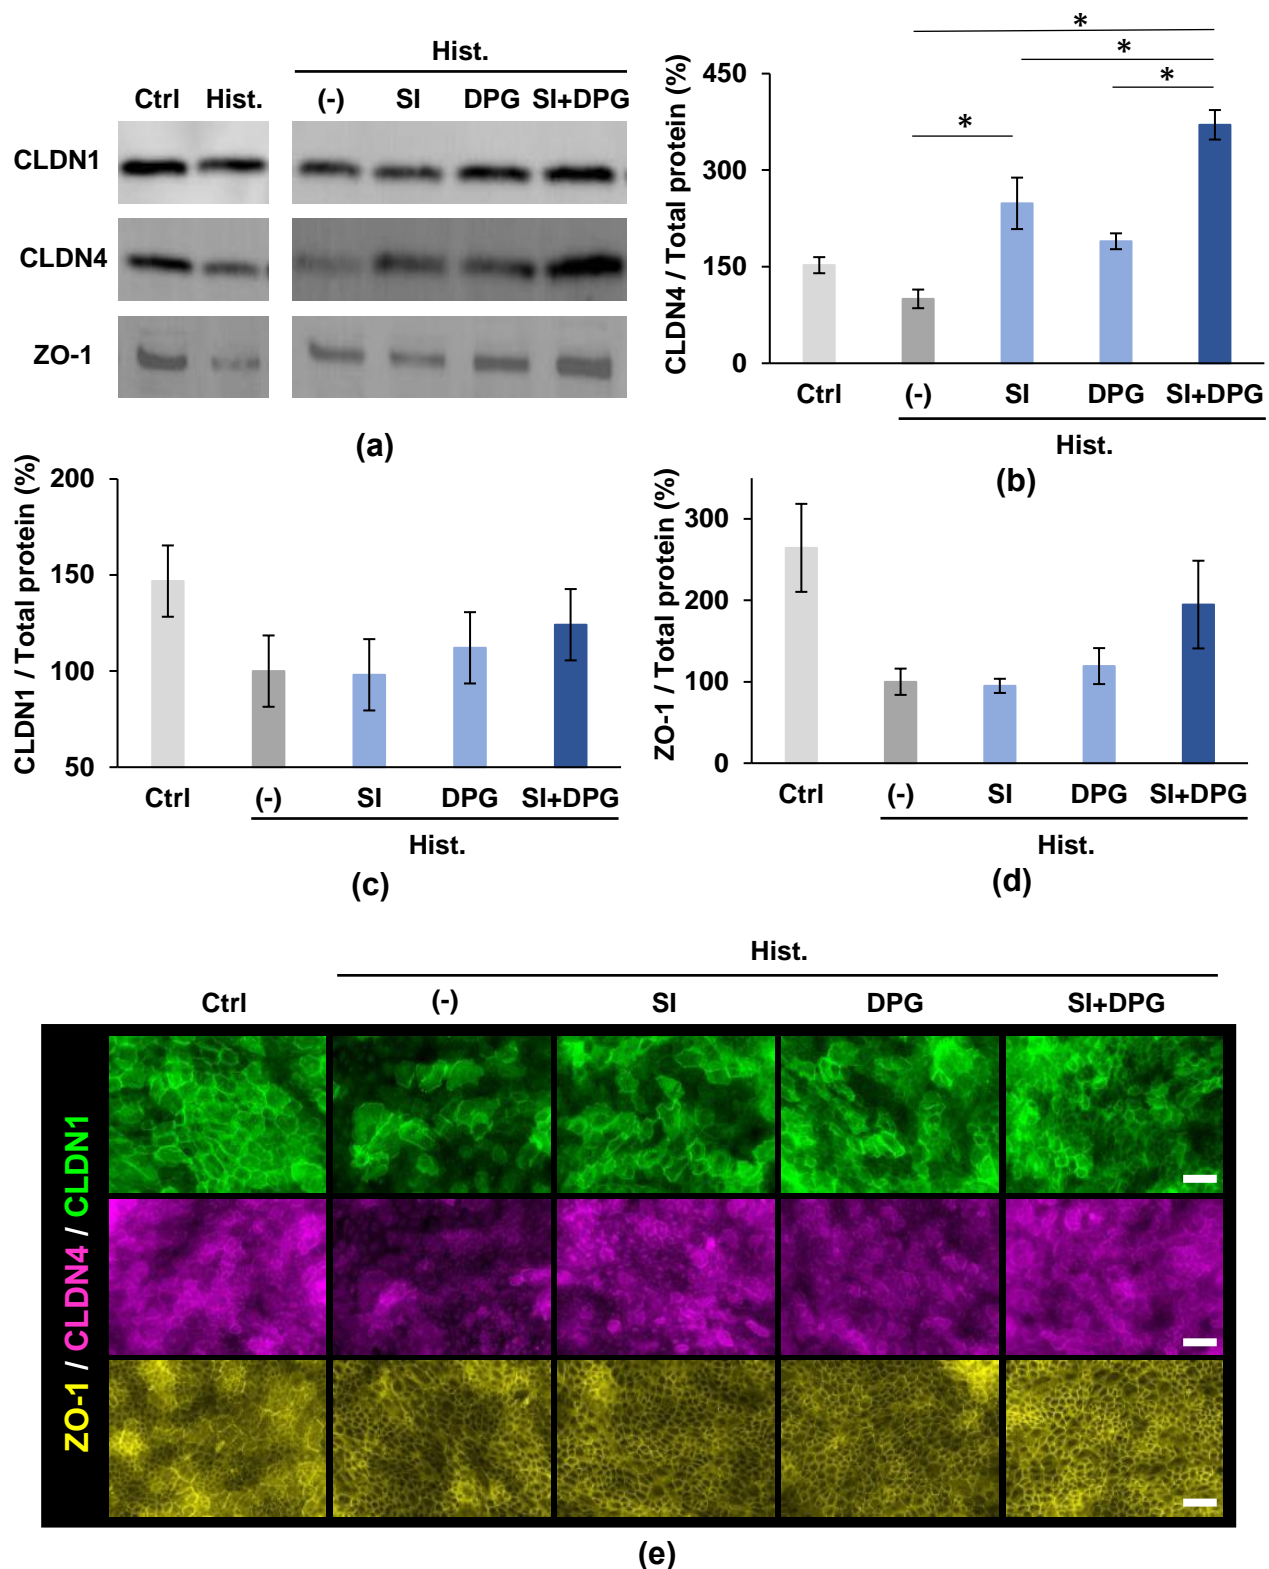 Hist.
Ctrl Hist. (-) SI DPG SI+DPG
CLDN1
CLDN4
ZO-1
(a)
* 
*
*
*
CLDN4 / Total protein (%)
450
300
150
0
Ctrl (-) SI DPG SI+DPG
Hist.
(b)
CLDN1 / Total protein (%)
200
150
100
50
Ctrl (-) SI DPG SI+DPG
Hist.
(c)
ZO-1 / Total protein (%)
300
200
100
0
Ctrl (-) SI DPG SI+DPG
Hist.
(d)
Hist.
Ctrl (-) SI DPG SI+DPG
ZO-1 / CLDN4 / CLDN1
(e)